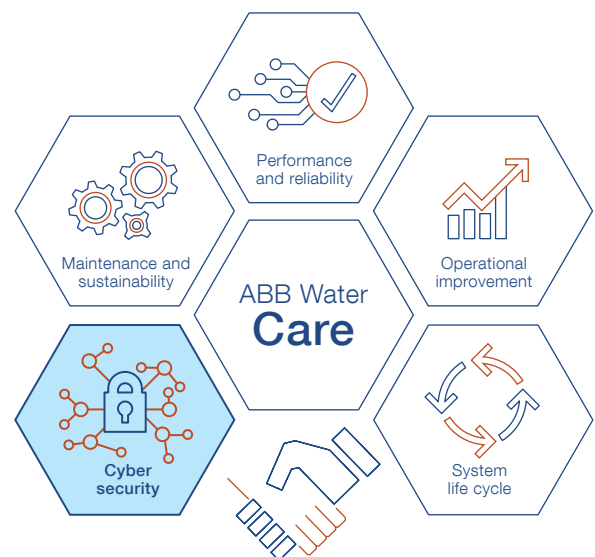 Performance
and reliability
Maintenance and
sustainability
Operational
improvement
ABB Water
Care
Cyber
security
System
life cycle